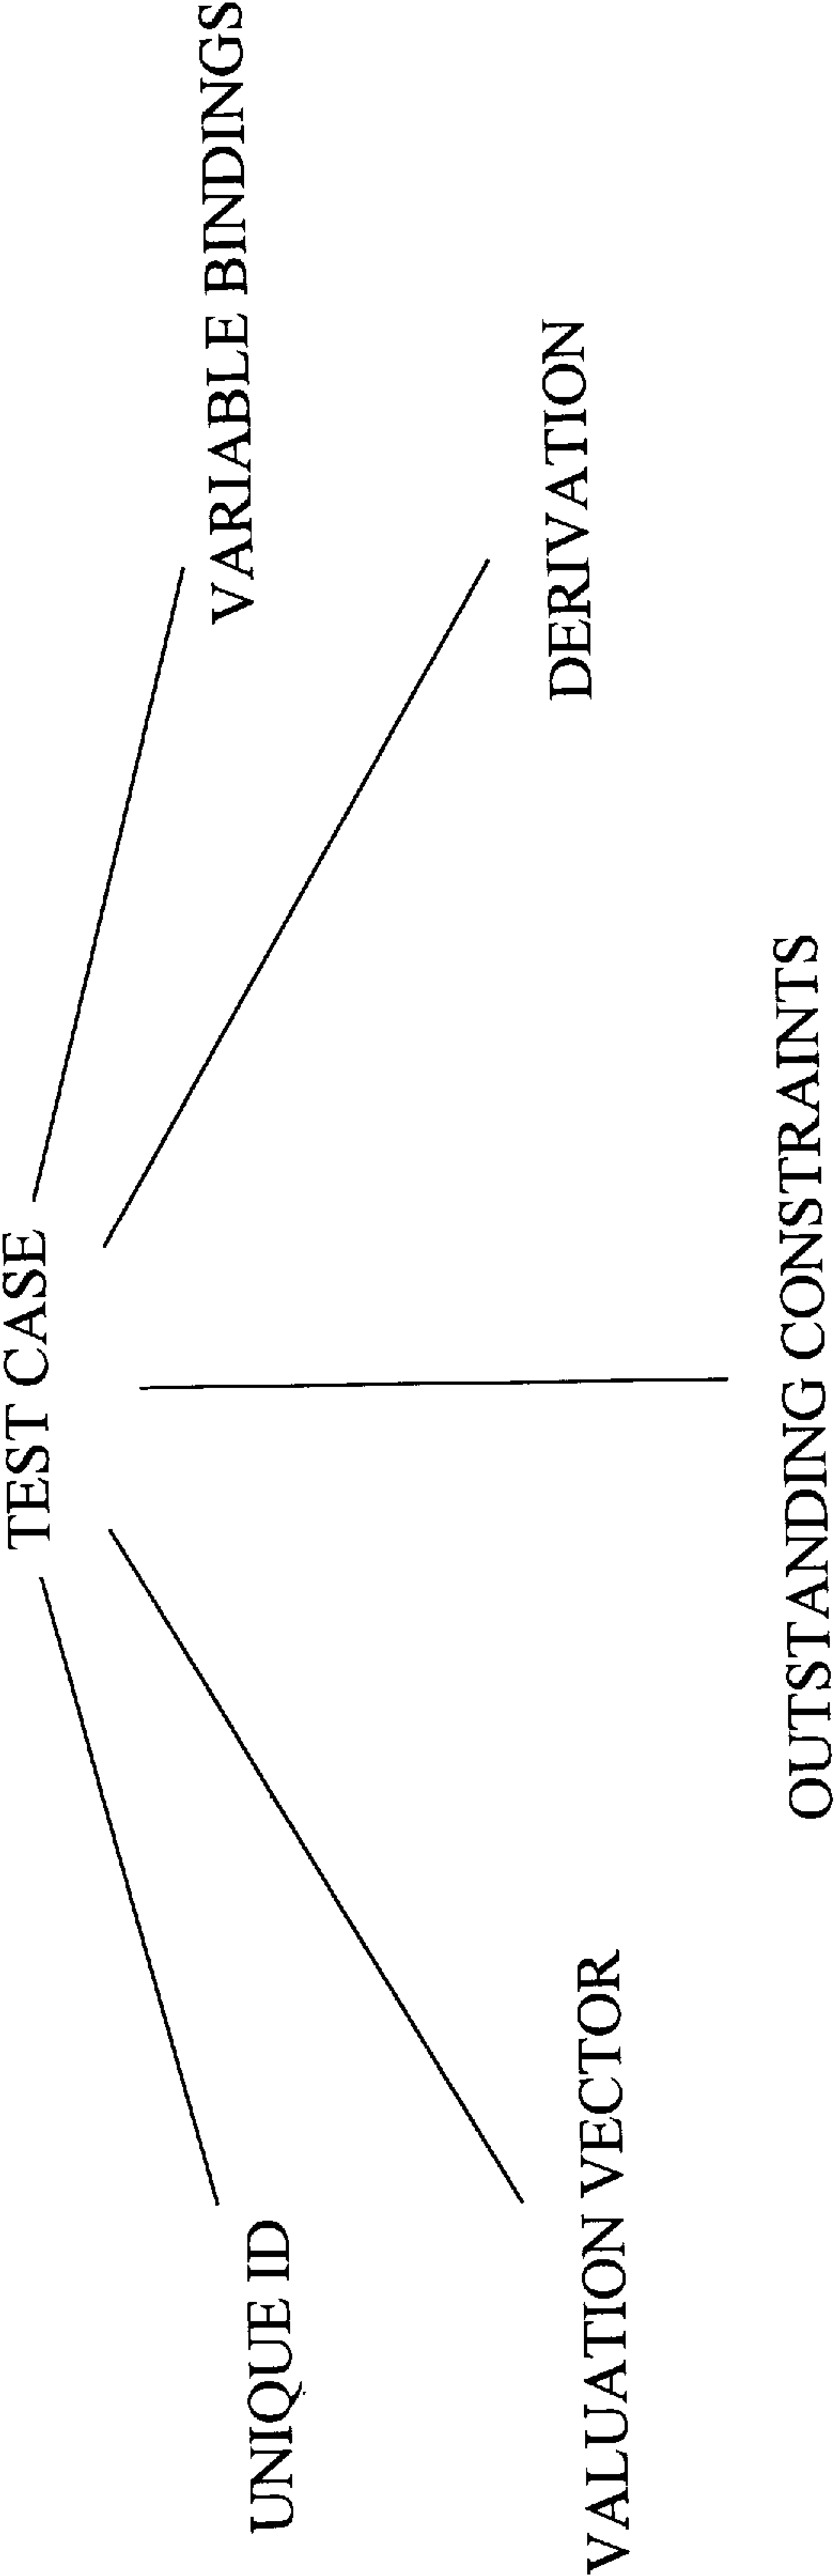 TEST CASE
UNIQUE ID
VARIABLE BINDINGS
VALUATION VECTOR
DERIVATION
OUTSTANDING CONSTRAINTS